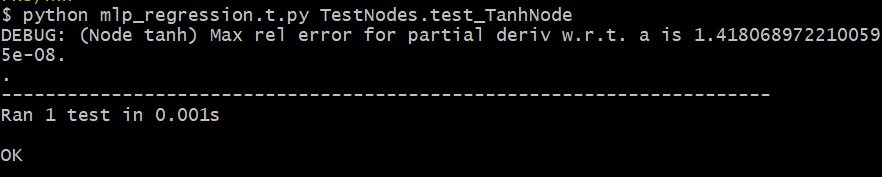 $ python mlp_regression.t.py TestNodes.test_TanhNode
DEBUG: (Node tanh) Max rel error for partial deriv w.r.t. a is 1.418068972210059
5e-08.
.
----------------------------------------------------------------------
Ran 1 test in 0.001s
OK